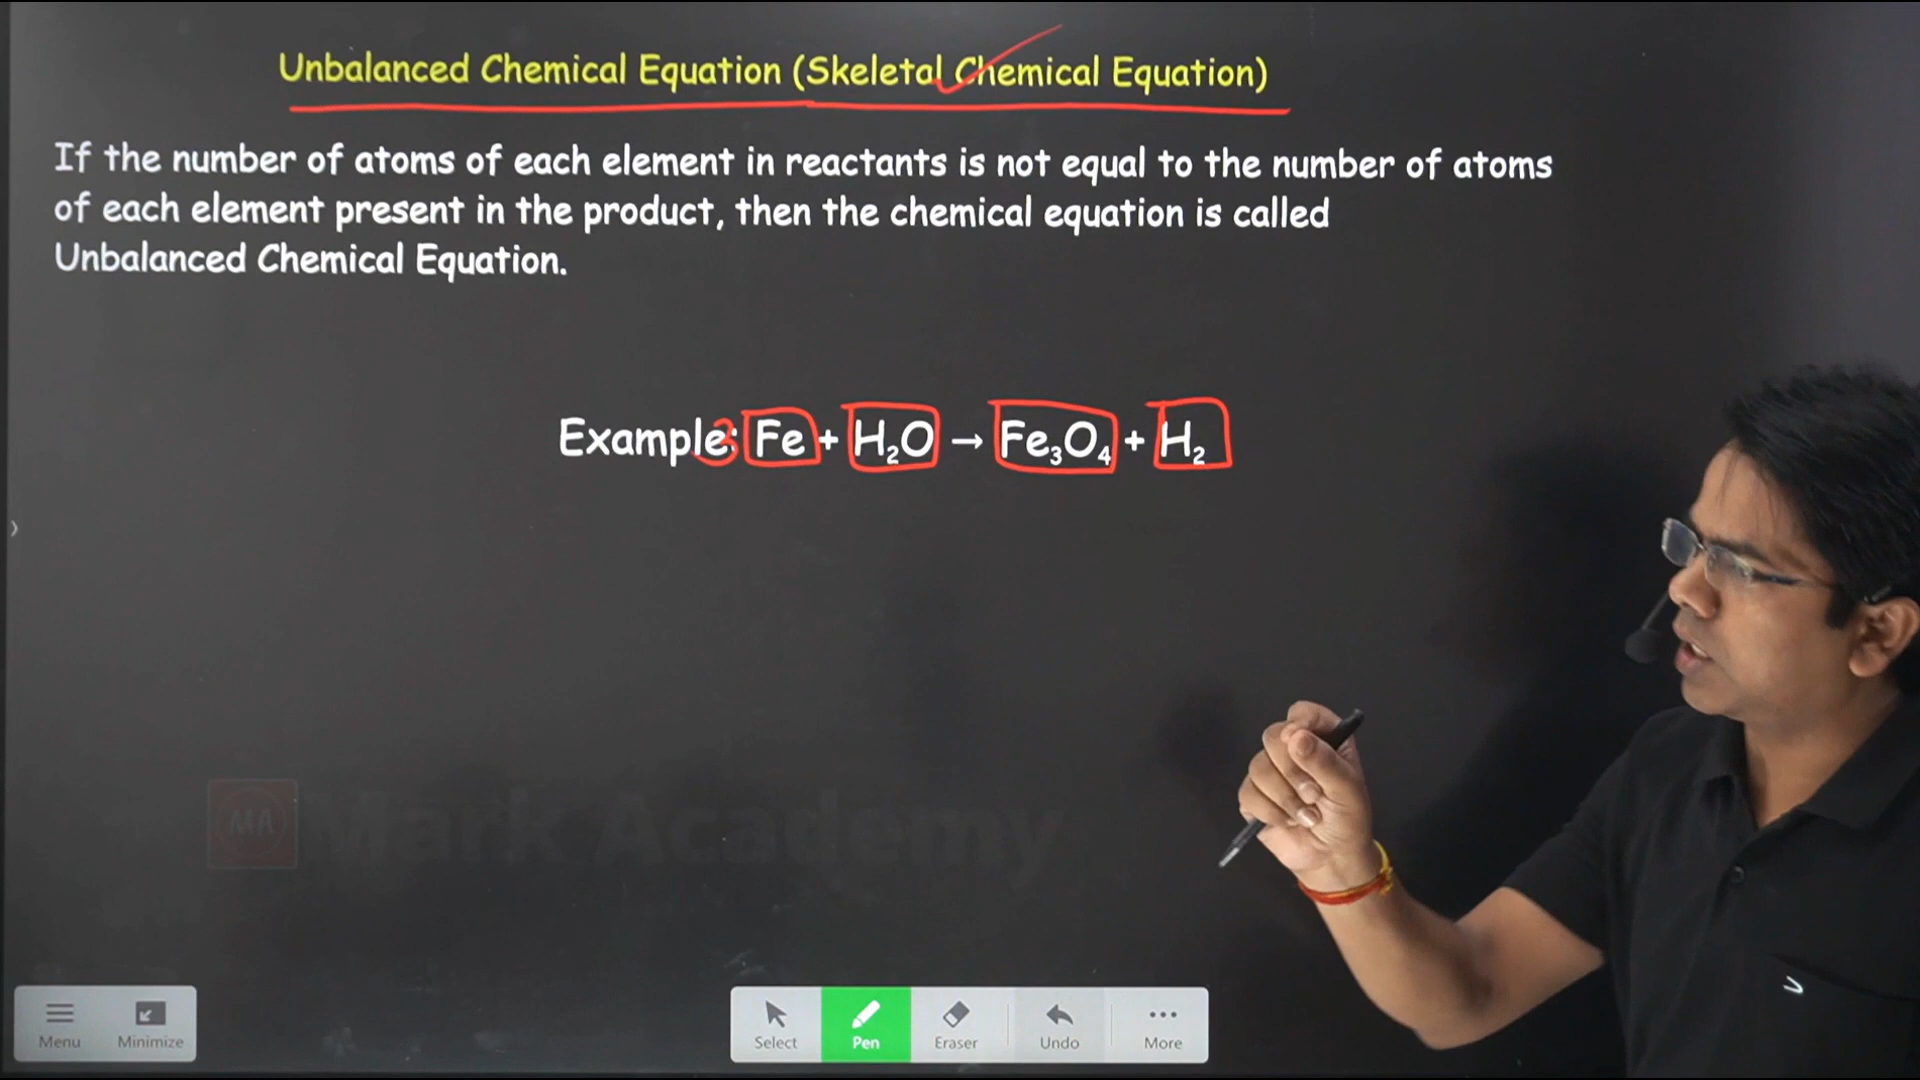 Unbalanced Chemical Equation (Skeletal Chemical Equation)
If the number of atoms of each element in reactants is not equal to the number of atoms
of each element present in the product, then the chemical equation is called
Unbalanced Chemical Equation.
Example: 3 Fe + H₂O → Fe₃O₄ + H₂
MA Mark Academy
Menu Minimize Select Pen Eraser Undo More